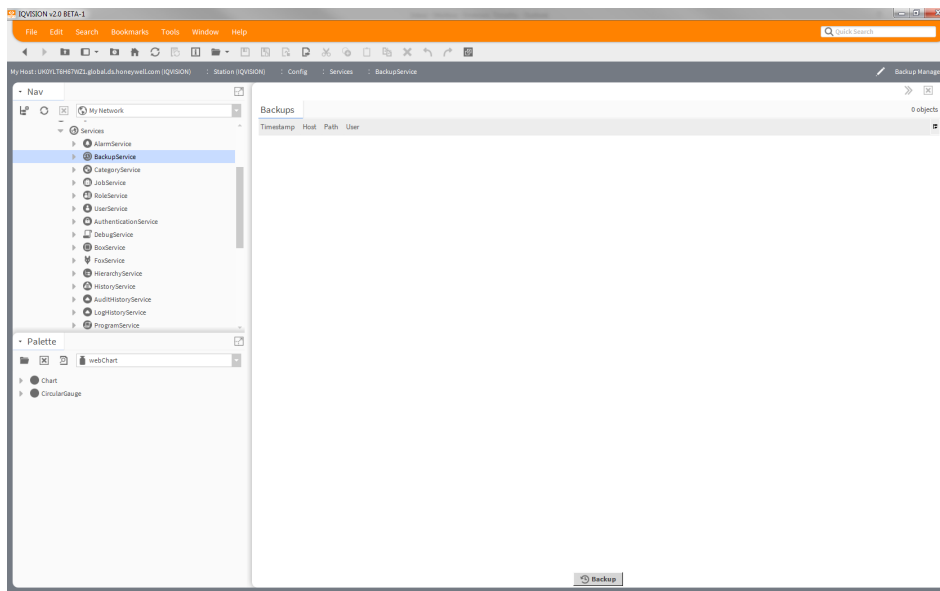 IQVISION v2.0 BETA-1
File Edit Search Bookmarks Tools Window Help
Quick Search
My Host : UK0YLT6H67WZ1.global.ds.honeywell.com (IQVISION) : Station (IQVISION) : Config : Services : BackupService
Backup Manage
Nav
My Network
Services
AlarmService
BackupService
CategoryService
JobService
RoleService
UserService
AuthenticationService
DebugService
BoxService
FoxService
HierarchyService
HistoryService
AuditHistoryService
LogHistoryService
ProgramService
Palette
webChart
Chart
CircularGauge
Backups
0 objects
Timestamp Host Path User
Backup